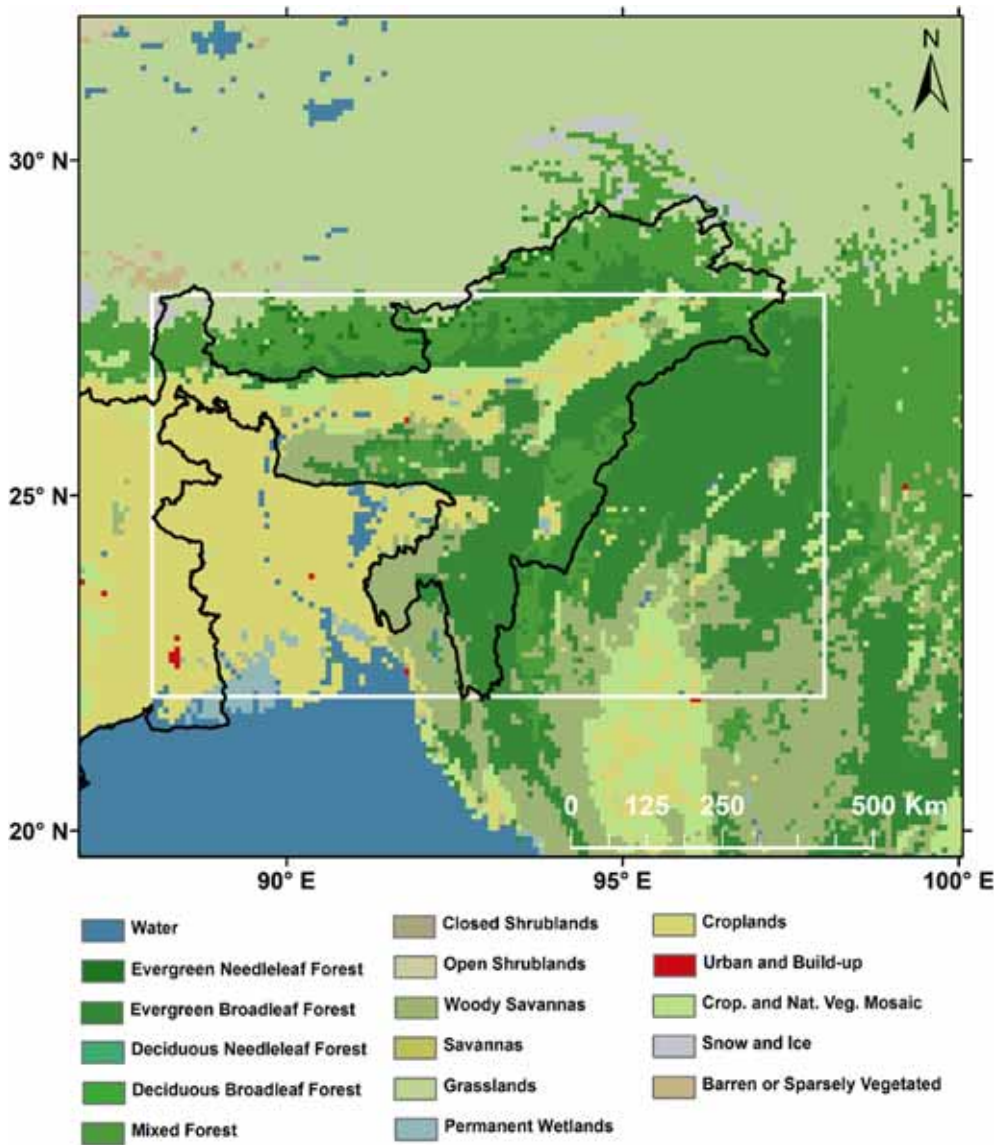 N
30° N
25° N
20° N
0 125 250 500 Km
90° E 95° E 100° E
Water
Evergreen Needleleaf Forest
Evergreen Broadleaf Forest
Deciduous Needleleaf Forest
Deciduous Broadleaf Forest
Mixed Forest
Closed Shrublands
Open Shrublands
Woody Savannas
Savannas
Grasslands
Permanent Wetlands
Croplands
Urban and Build-up
Crop. and Nat. Veg. Mosaic
Snow and Ice
Barren or Sparsely Vegetated